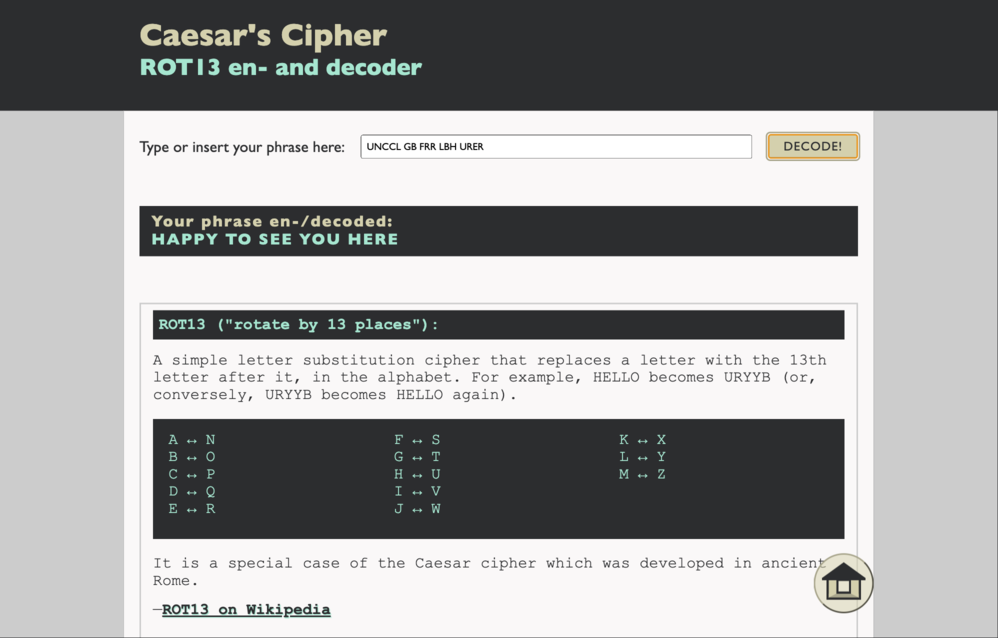 Caesar's Cipher
ROT13 en- and decoder
Type or insert your phrase here: UNCCL GB FRR LBH URER DECODE!
Your phrase en-/decoded:
HAPPY TO SEE YOU HERE
ROT13 ("rotate by 13 places"):
A simple letter substitution cipher that replaces a letter with the 13th
letter after it, in the alphabet. For example, HELLO becomes URYYB (or,
conversely, URYYB becomes HELLO again).
A ↔ N F ↔ S K ↔ X
B ↔ O G ↔ T L ↔ Y
C ↔ P H ↔ U M ↔ Z
D ↔ Q I ↔ V
E ↔ R J ↔ W
It is a special case of the Caesar cipher which was developed in ancient
Rome.
—ROT13 on Wikipedia